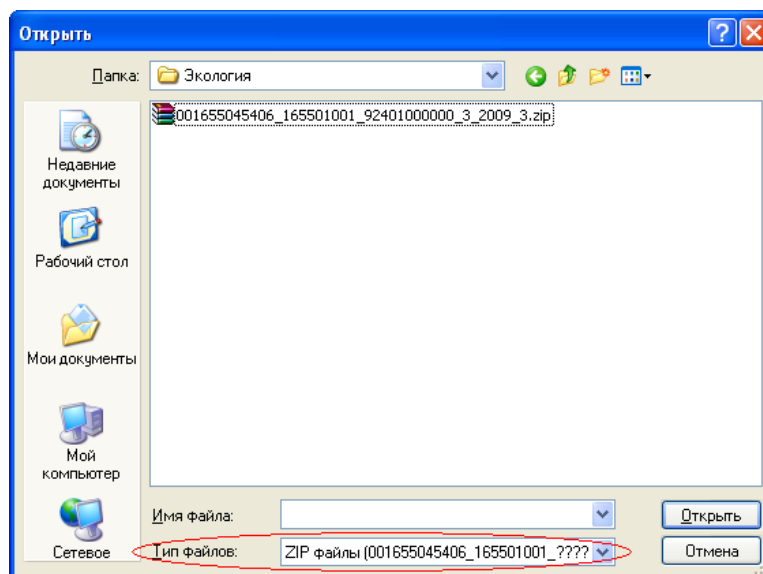 Открыть
Папка: Экология
001655045406_165501001_92401000000_3_2009_3.zip
Недавние
документы
Рабочий стол
Мои документы
Мой
компьютер
Сетевое
Имя файла:
Открыть
Тип файлов: ZIP файлы (001655045406_165501001_????
Отмена